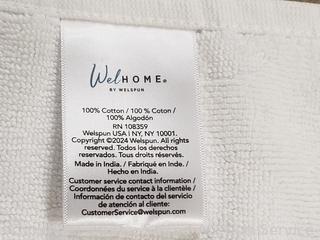 WelHOME®
BY WELSPUN
100% Cotton / 100 % Coton /
100% Algodón
RN 108359
Welspun USA I NY, NY 10001.
Copyright ©2024 Welspun. All rights
reserved. Todos los derechos
reservados. Tous droits réservés.
Made in India. / Fabriqué en Inde. /
Hecho en India.
Customer service contact information /
Coordonnées du service à la clientèle /
Información de contacto del servicio
de atención al cliente:
CustomerService@welspun.com